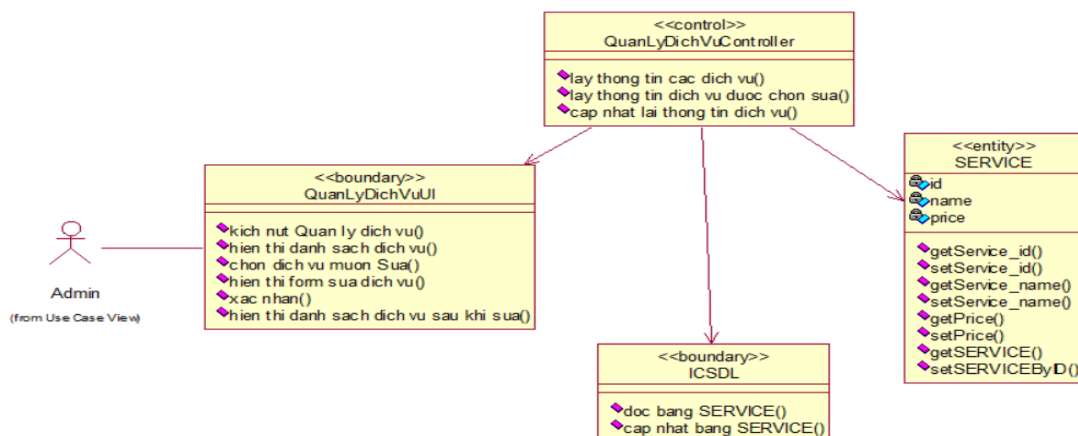 <<control>>
QuanLyDichVuController
lay thong tin cac dich vu()
lay thong tin dich vu duoc chon sua()
cap nhat lai thong tin dich vu()
<<boundary>>
QuanLyDichVuUI
kich nut Quan ly dich vu()
hien thi danh sach dich vu()
chon dich vu muon Sua()
hien thi form sua dich vu()
xac nhan()
hien thi danh sach dich vu sau khi sua()
Admin
(from Use Case View)
<<entity>>
SERVICE
id
name
price
getService_id()
setService_id()
getService_name()
setService_name()
getPrice()
setPrice()
getSERVICE()
setSERVICEByID()
<<boundary>>
ICSDL
doc bang SERVICE()
cap nhat bang SERVICE()